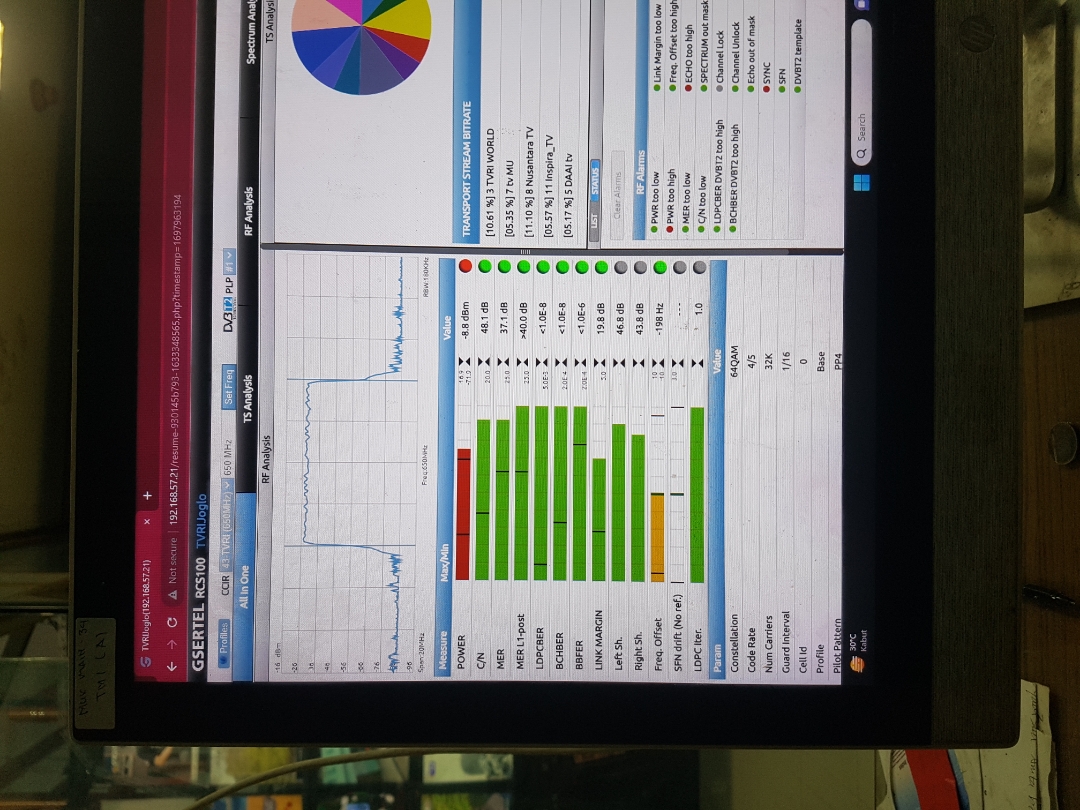 MUX MAIN - 39
TM1 (A)
TVRIJoglo(192.168.57.21)
Not secure 192.168.57.21/resume-930145b793-1633348565.php?timestamp=1697963194
GSERTEL RCS100 TVRIJoglo
Profiles CCIR 43-TVRI (650MHz) 650 MHz Set Freq DVB T2 PLP #1
All in One TS Analysis RF Analysis Spectrum Anal
RF Analysis TS Analysi
-16 dBm
-26
-36
-46
-56
-66
-76
-96
Span:20MHz Freq:650MHz RBW:180KHz
Measure Max/Min Value
POWER -16.9 -71.9 -8.8 dBm
C/N 20.0 48.1 dB
MER 25.0 37.1 dB
MER L1-post 25.0 >40.0 dB
LDPCBER 5.0E-3 <1.0E-8
BCHBER 2.0E-4 <1.0E-8
BBFER 2.0E-4 <1.0E-6
LINK MARGIN 3.0 19.8 dB
Left Sh. 46.8 dB
Right Sh. 43.8 dB
Freq. Offset 10 -10 -198 Hz
SFN drift (No ref.) 1.0 ---
LDPC Iter. 1.0
Param Value
Constellation 64QAM
Code Rate 4/5
Num Carriers 32K
Guard Interval 1/16
Cell Id 0
Profile Base
Pilot Pattern PP4
TRANSPORT STREAM BITRATE
[10.61 %] 3 TVRI WORLD
[05.35 %] 7 tv MU
[11.10 %] 8 Nusantara TV
[05.57 %] 11 Inspira_TV
[05.17 %] 5 DAAI tv
LIST STATUS
Clear Alarms
RF Alarms
PWR too low
PWR too high
MER too low
C/N too low
LDPCBER DVBT2 too high
BCHBER DVBT2 too high
Link Margin too low
Freq. Offset too high
ECHO too high
SPECTRUM out mask
Channel Lock
Channel Unlock
Echo out of mask
SYNC
SFN
DVBT2 template
30°C
Kabut
Search
hp